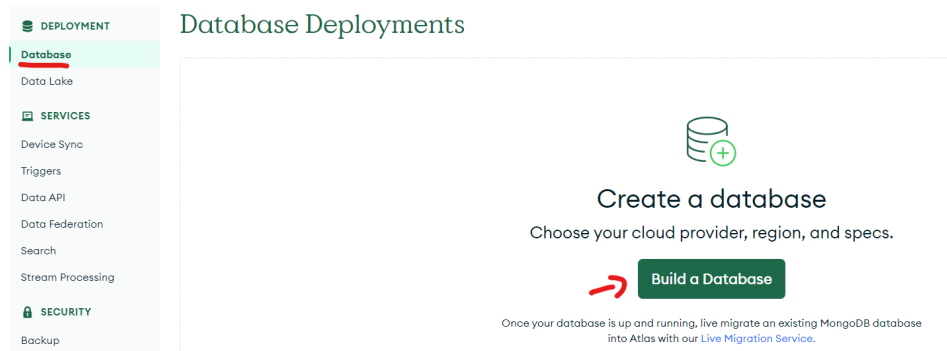 DEPLOYMENT
Database
Data Lake
SERVICES
Device Sync
Triggers
Data API
Data Federation
Search
Stream Processing
SECURITY
Backup
Database Deployments
Create a database
Choose your cloud provider, region, and specs.
Build a Database
Once your database is up and running, live migrate an existing MongoDB database
into Atlas with our Live Migration Service.